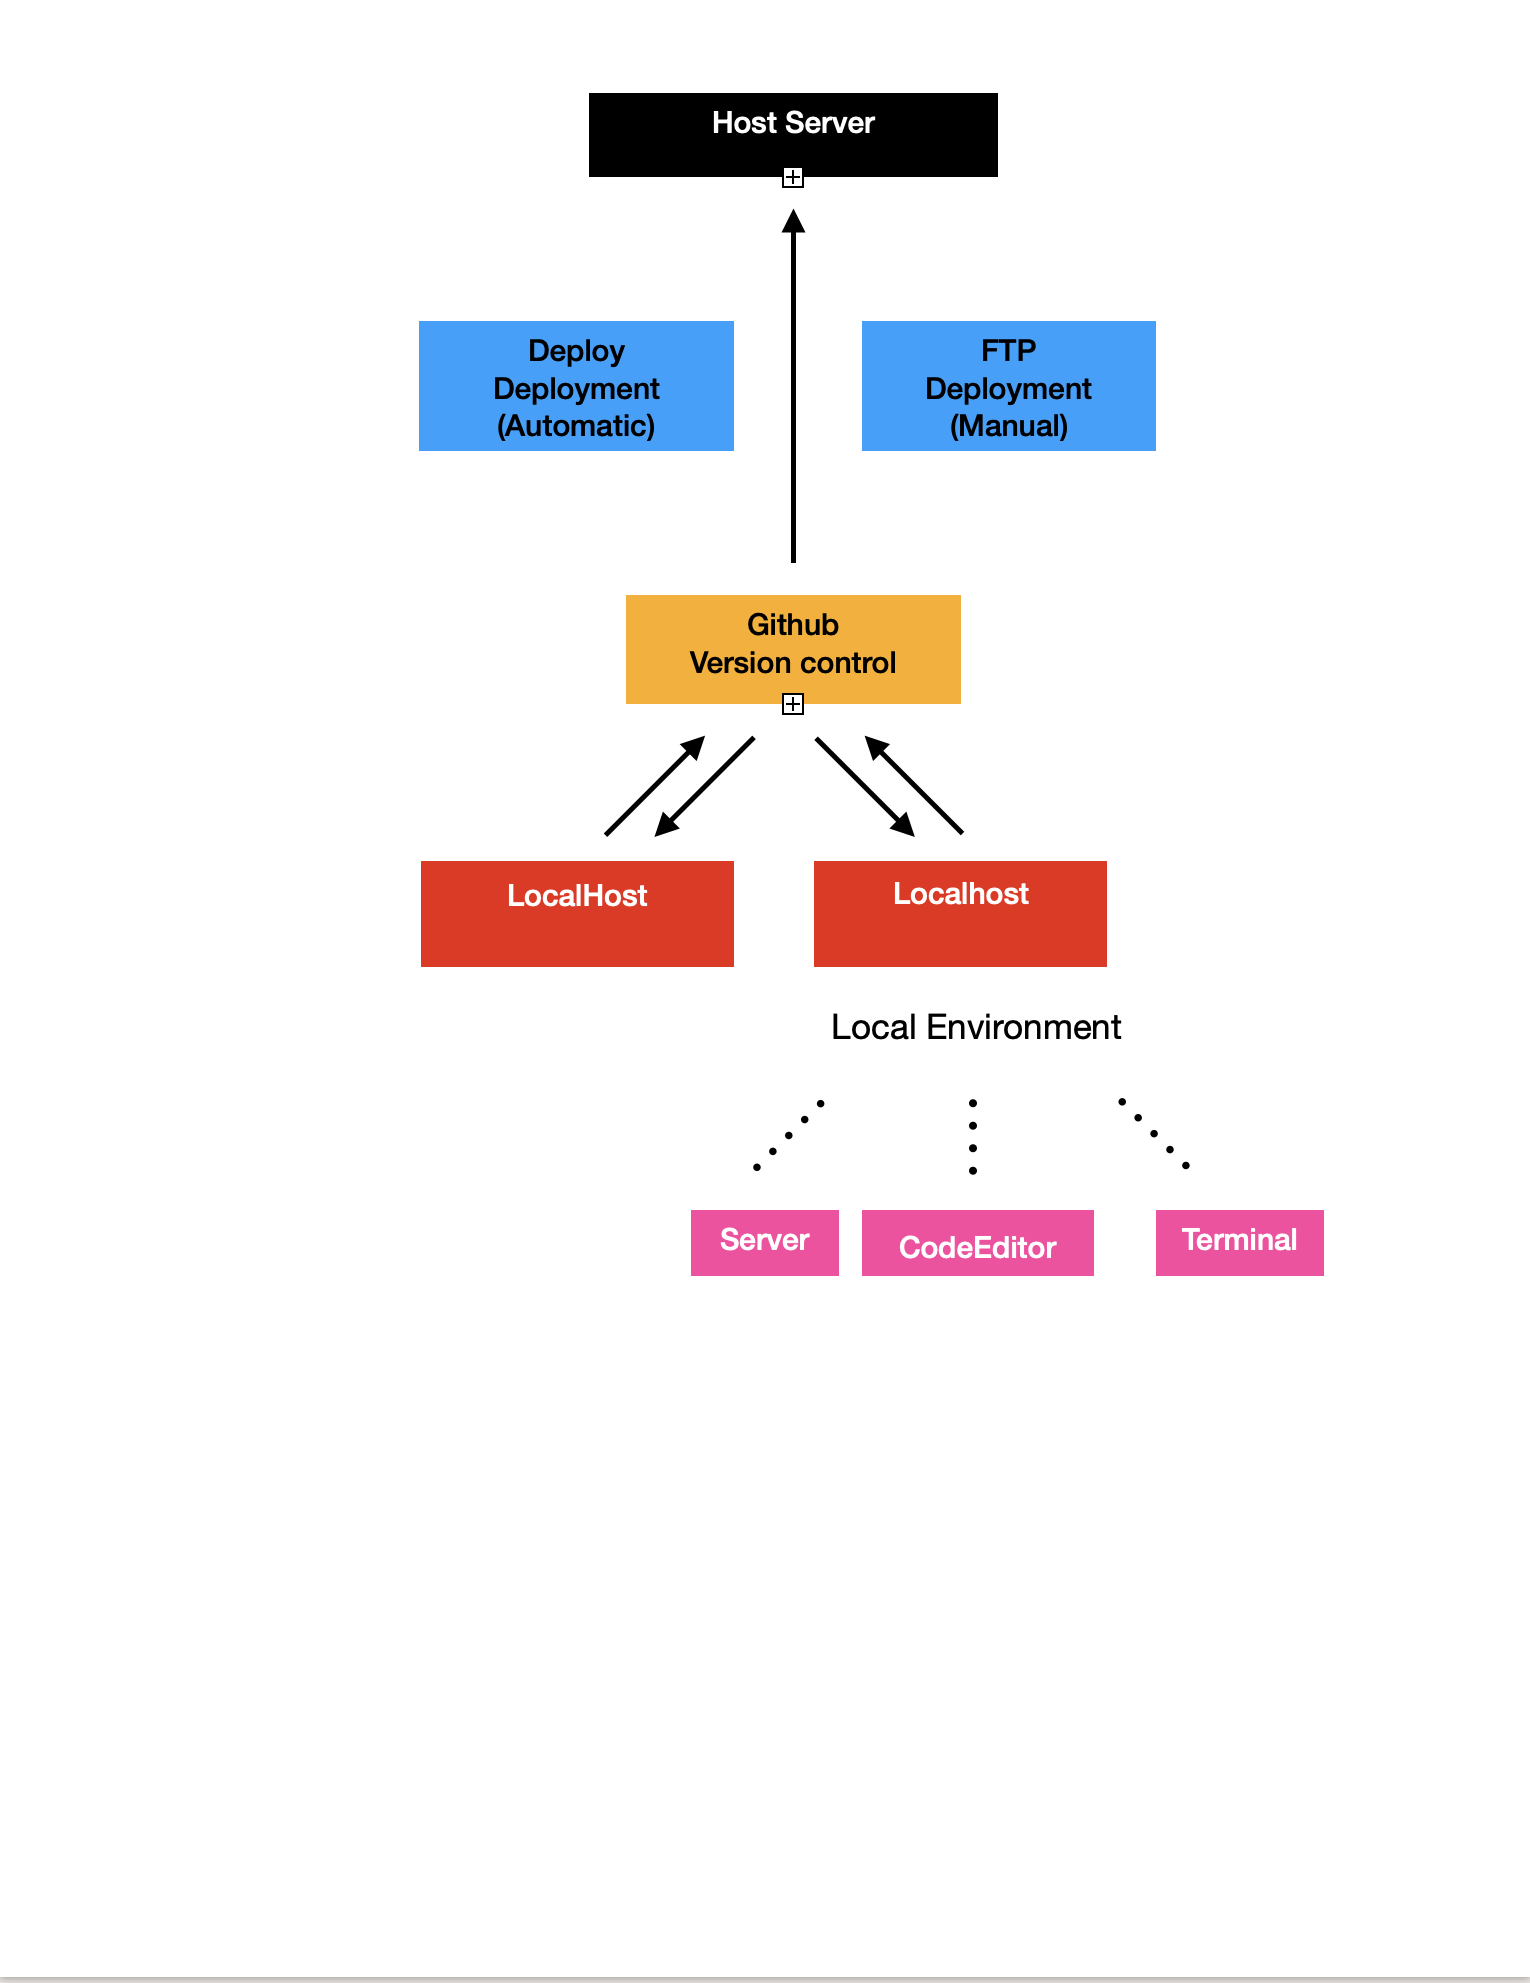 Host Server
Deploy
Deployment
(Automatic)
FTP
Deployment
(Manual)
Github
Version control
LocalHost
Localhost
Local Environment
Server
CodeEditor
Terminal